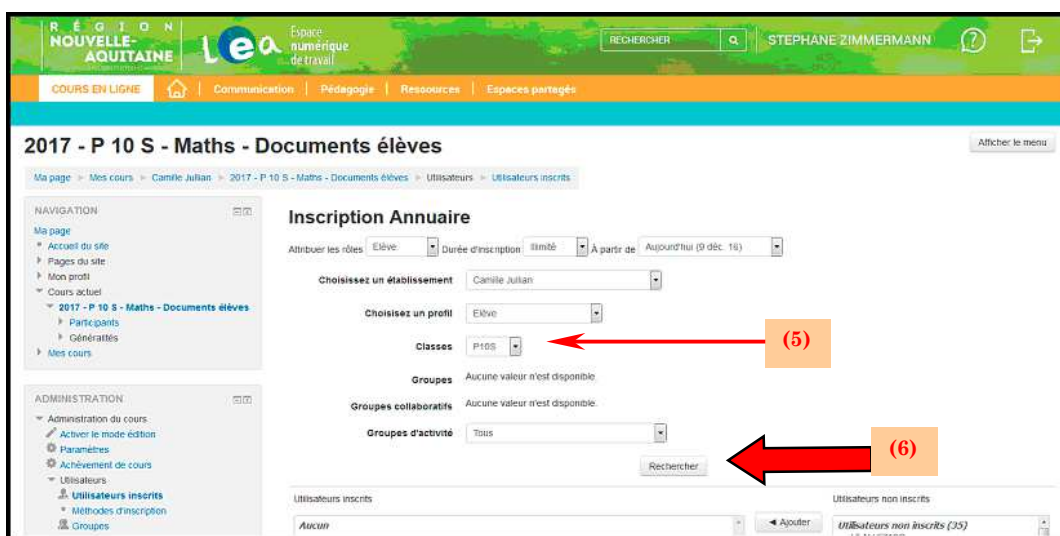 RÉGION
NOUVELLE-
AQUITAINE
Lea
Espace
numérique
de travail
RECHERCHER
STEPHANE ZIMMERMANN
?
COURS EN LIGNE
Communication
Pédagogie
Ressources
Espaces partagés
2017 - P 10 S - Maths - Documents élèves
Afficher le menu
Ma page Mes cours Camille Jullian 2017 - P 10 S - Maths - Documents élèves Utilisateurs Utilisateurs inscrits
NAVIGATION
Ma page
Accueil du site
Pages du site
Mon profil
Cours actuel
2017 - P 10 S - Maths - Documents élèves
Participants
Généralités
Mes cours
ADMINISTRATION
Administration du cours
Activer le mode édition
Paramètres
Achèvement de cours
Utilisateurs
Utilisateurs inscrits
Méthodes d'inscription
Groupes
Inscription Annuaire
Attribuer les rôles Elève Durée d'inscription Illimité À partir de Aujourd'hui (9 déc. 16)
Choisissez un établissement Camille Jullian
Choisisez un profil Elève
Classes P10S
(5)
Groupes Aucune valeur n'est disponible
Groupes collaboratifs Aucune valeur n'est disponible.
Groupes d'activité Tous
Rechercher
(6)
Utilisateurs inscrits
Utilisateurs non inscrits
Aucun
◄ Ajouter
Utilisateurs non inscrits (35)